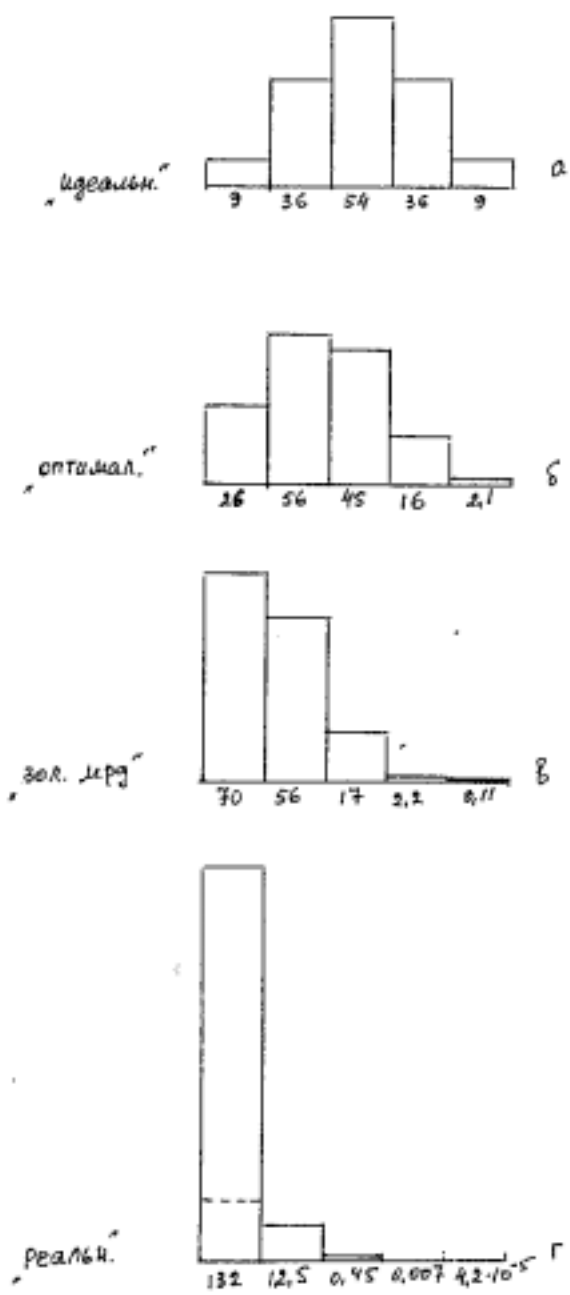 „идеальн.“ а
9 36 54 36 9
„оптимал.“ б
26 56 45 16 2,1
„зол. мрд“ в
70 56 17 2,2 0,11
„реальн.“ г
132 12,5 0,45 0,007 4,2·10⁻⁵